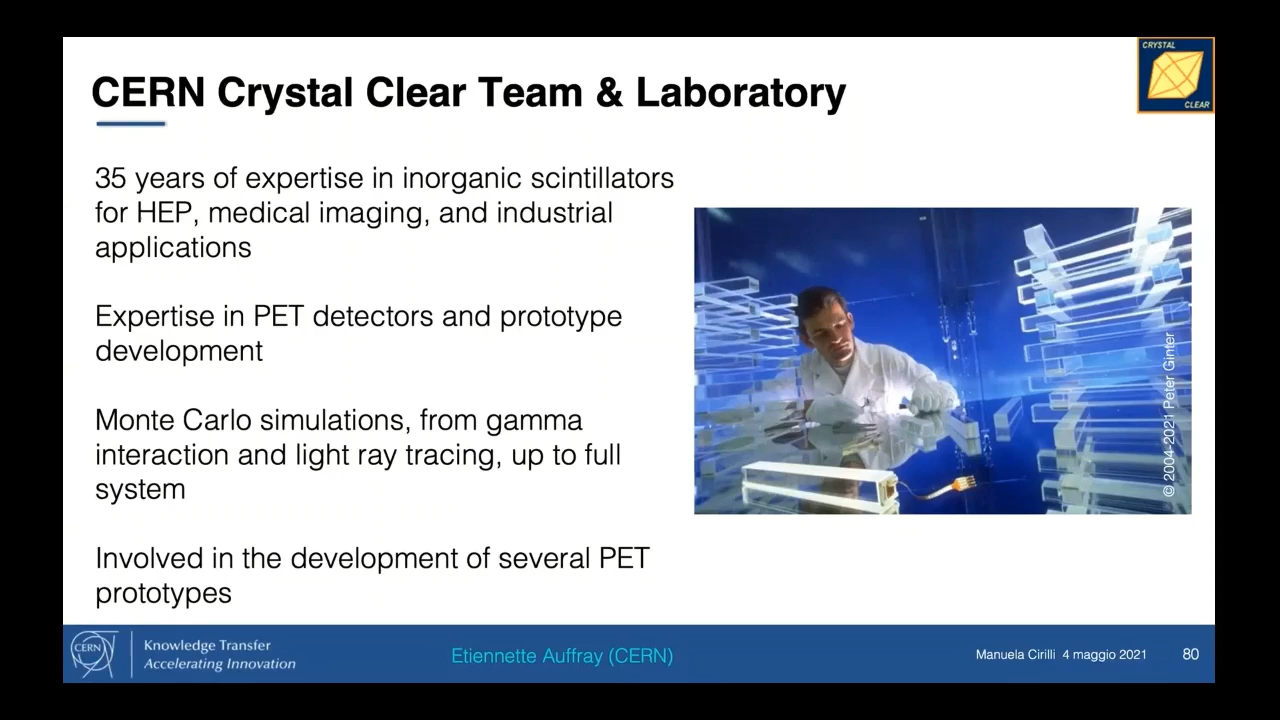 CERN Crystal Clear Team & Laboratory
CRYSTAL
CLEAR
35 years of expertise in inorganic scintillators
for HEP, medical imaging, and industrial
applications
Expertise in PET detectors and prototype
development
Monte Carlo simulations, from gamma
interaction and light ray tracing, up to full
system
Involved in the development of several PET
prototypes
© 2004-2021 Peter Ginter
CERN
Knowledge Transfer
Accelerating Innovation
Etiennette Auffray (CERN)
Manuela Cirilli 4 maggio 2021
80